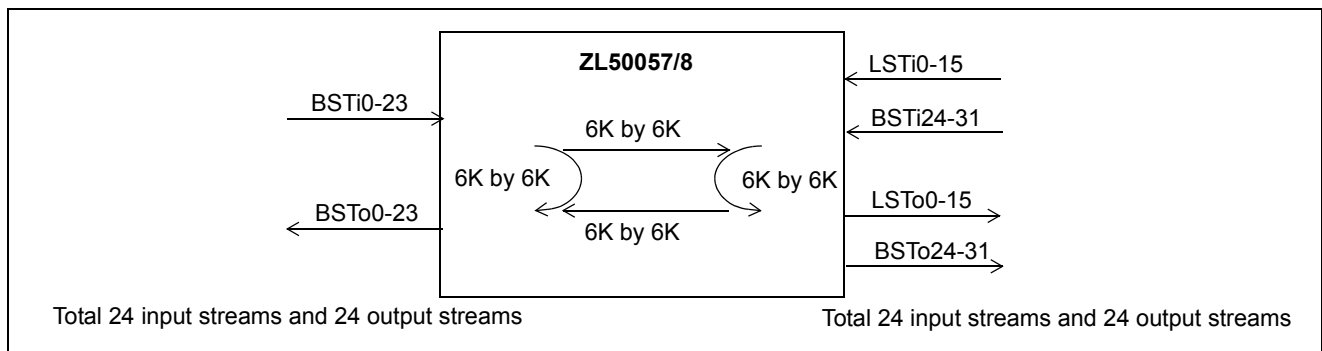 ZL50057/8
BSTi0-23
LSTi0-15
BSTi24-31
6K by 6K
6K by 6K
6K by 6K
6K by 6K
BSTo0-23
LSTo0-15
BSTo24-31
Total 24 input streams and 24 output streams
Total 24 input streams and 24 output streams